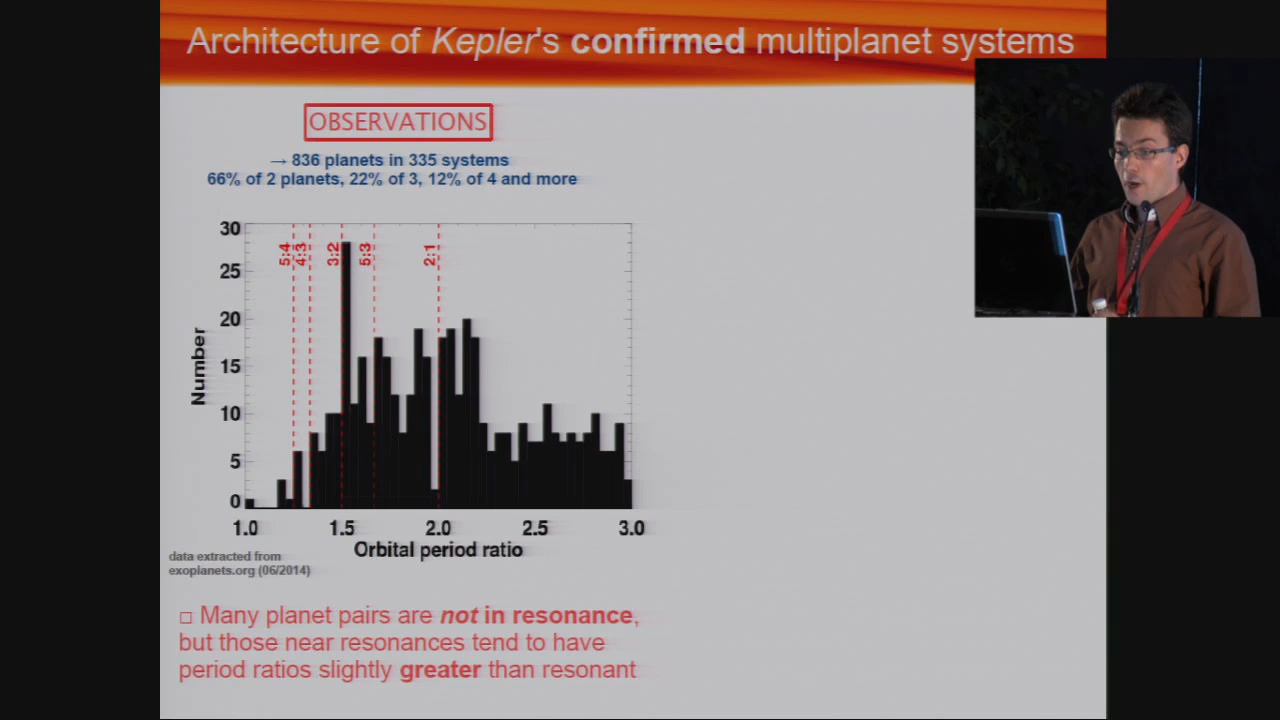 Architecture of Kepler's confirmed multiplanet systems
OBSERVATIONS
→ 836 planets in 335 systems
66% of 2 planets, 22% of 3, 12% of 4 and more
30
25
20
15
10
5
0
Number
5:4
4:3
3:2
5:3
2:1
1.0 1.5 2.0 2.5 3.0
Orbital period ratio
data extracted from
exoplanets.org (06/2014)
□ Many planet pairs are not in resonance,
but those near resonances tend to have
period ratios slightly greater than resonant